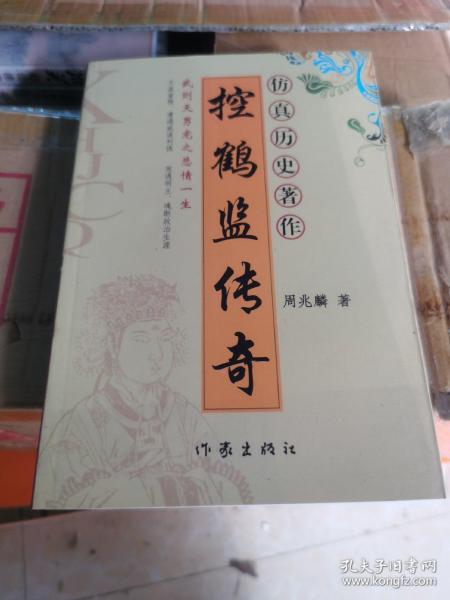 仿真历史著作
控鹤监传奇
周兆麟 著
武则天男宠之悲情一生
作家出版社
KHJCQ
孔夫子旧书网
www.kongfz.com